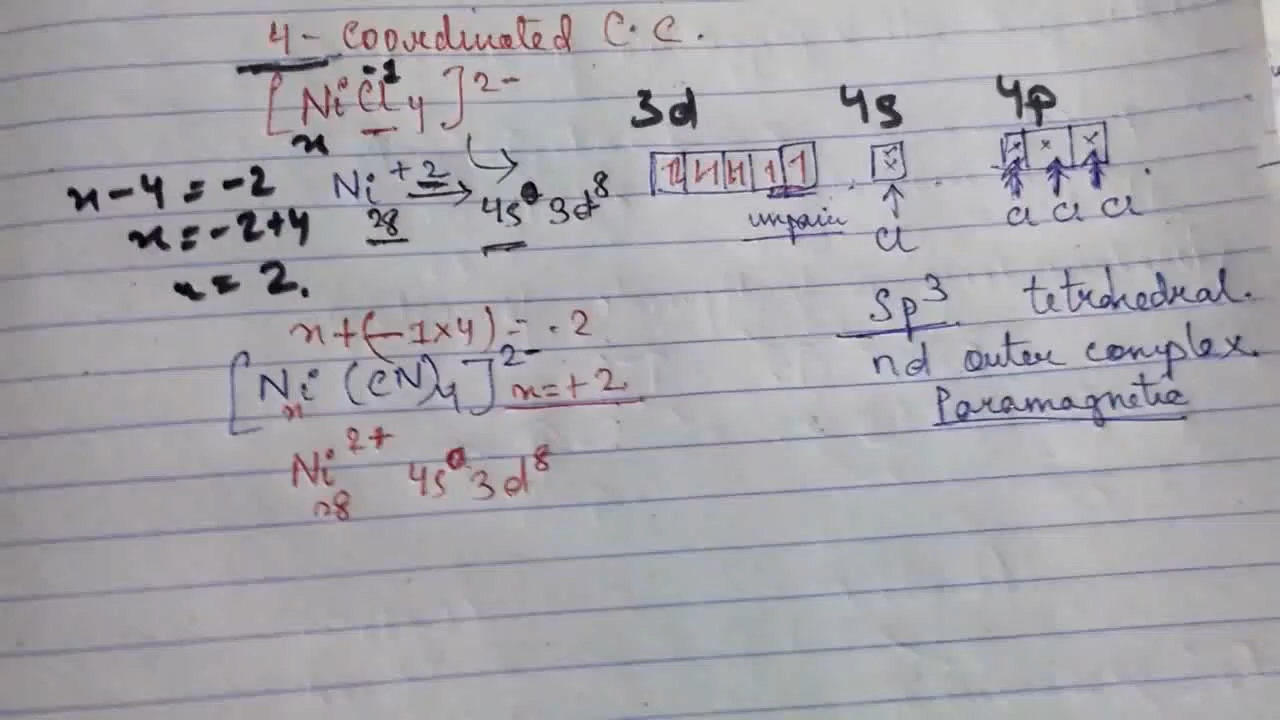 4- coordinated C.C.
[NiCl4]2-
-1
x
3d 4s 4p
x-4=-2
Ni+2 → 4s0 3d8
28
x=-2+4
unpair
Cl
Cl Cl Cl
x= 2.
Sp3 tetrohedral.
x+(-1x4)=-2
nd outer complex.
[Ni (CN)4]2- x=+2
x
Paramagnetic
Ni2+ 4s0 3d8
28